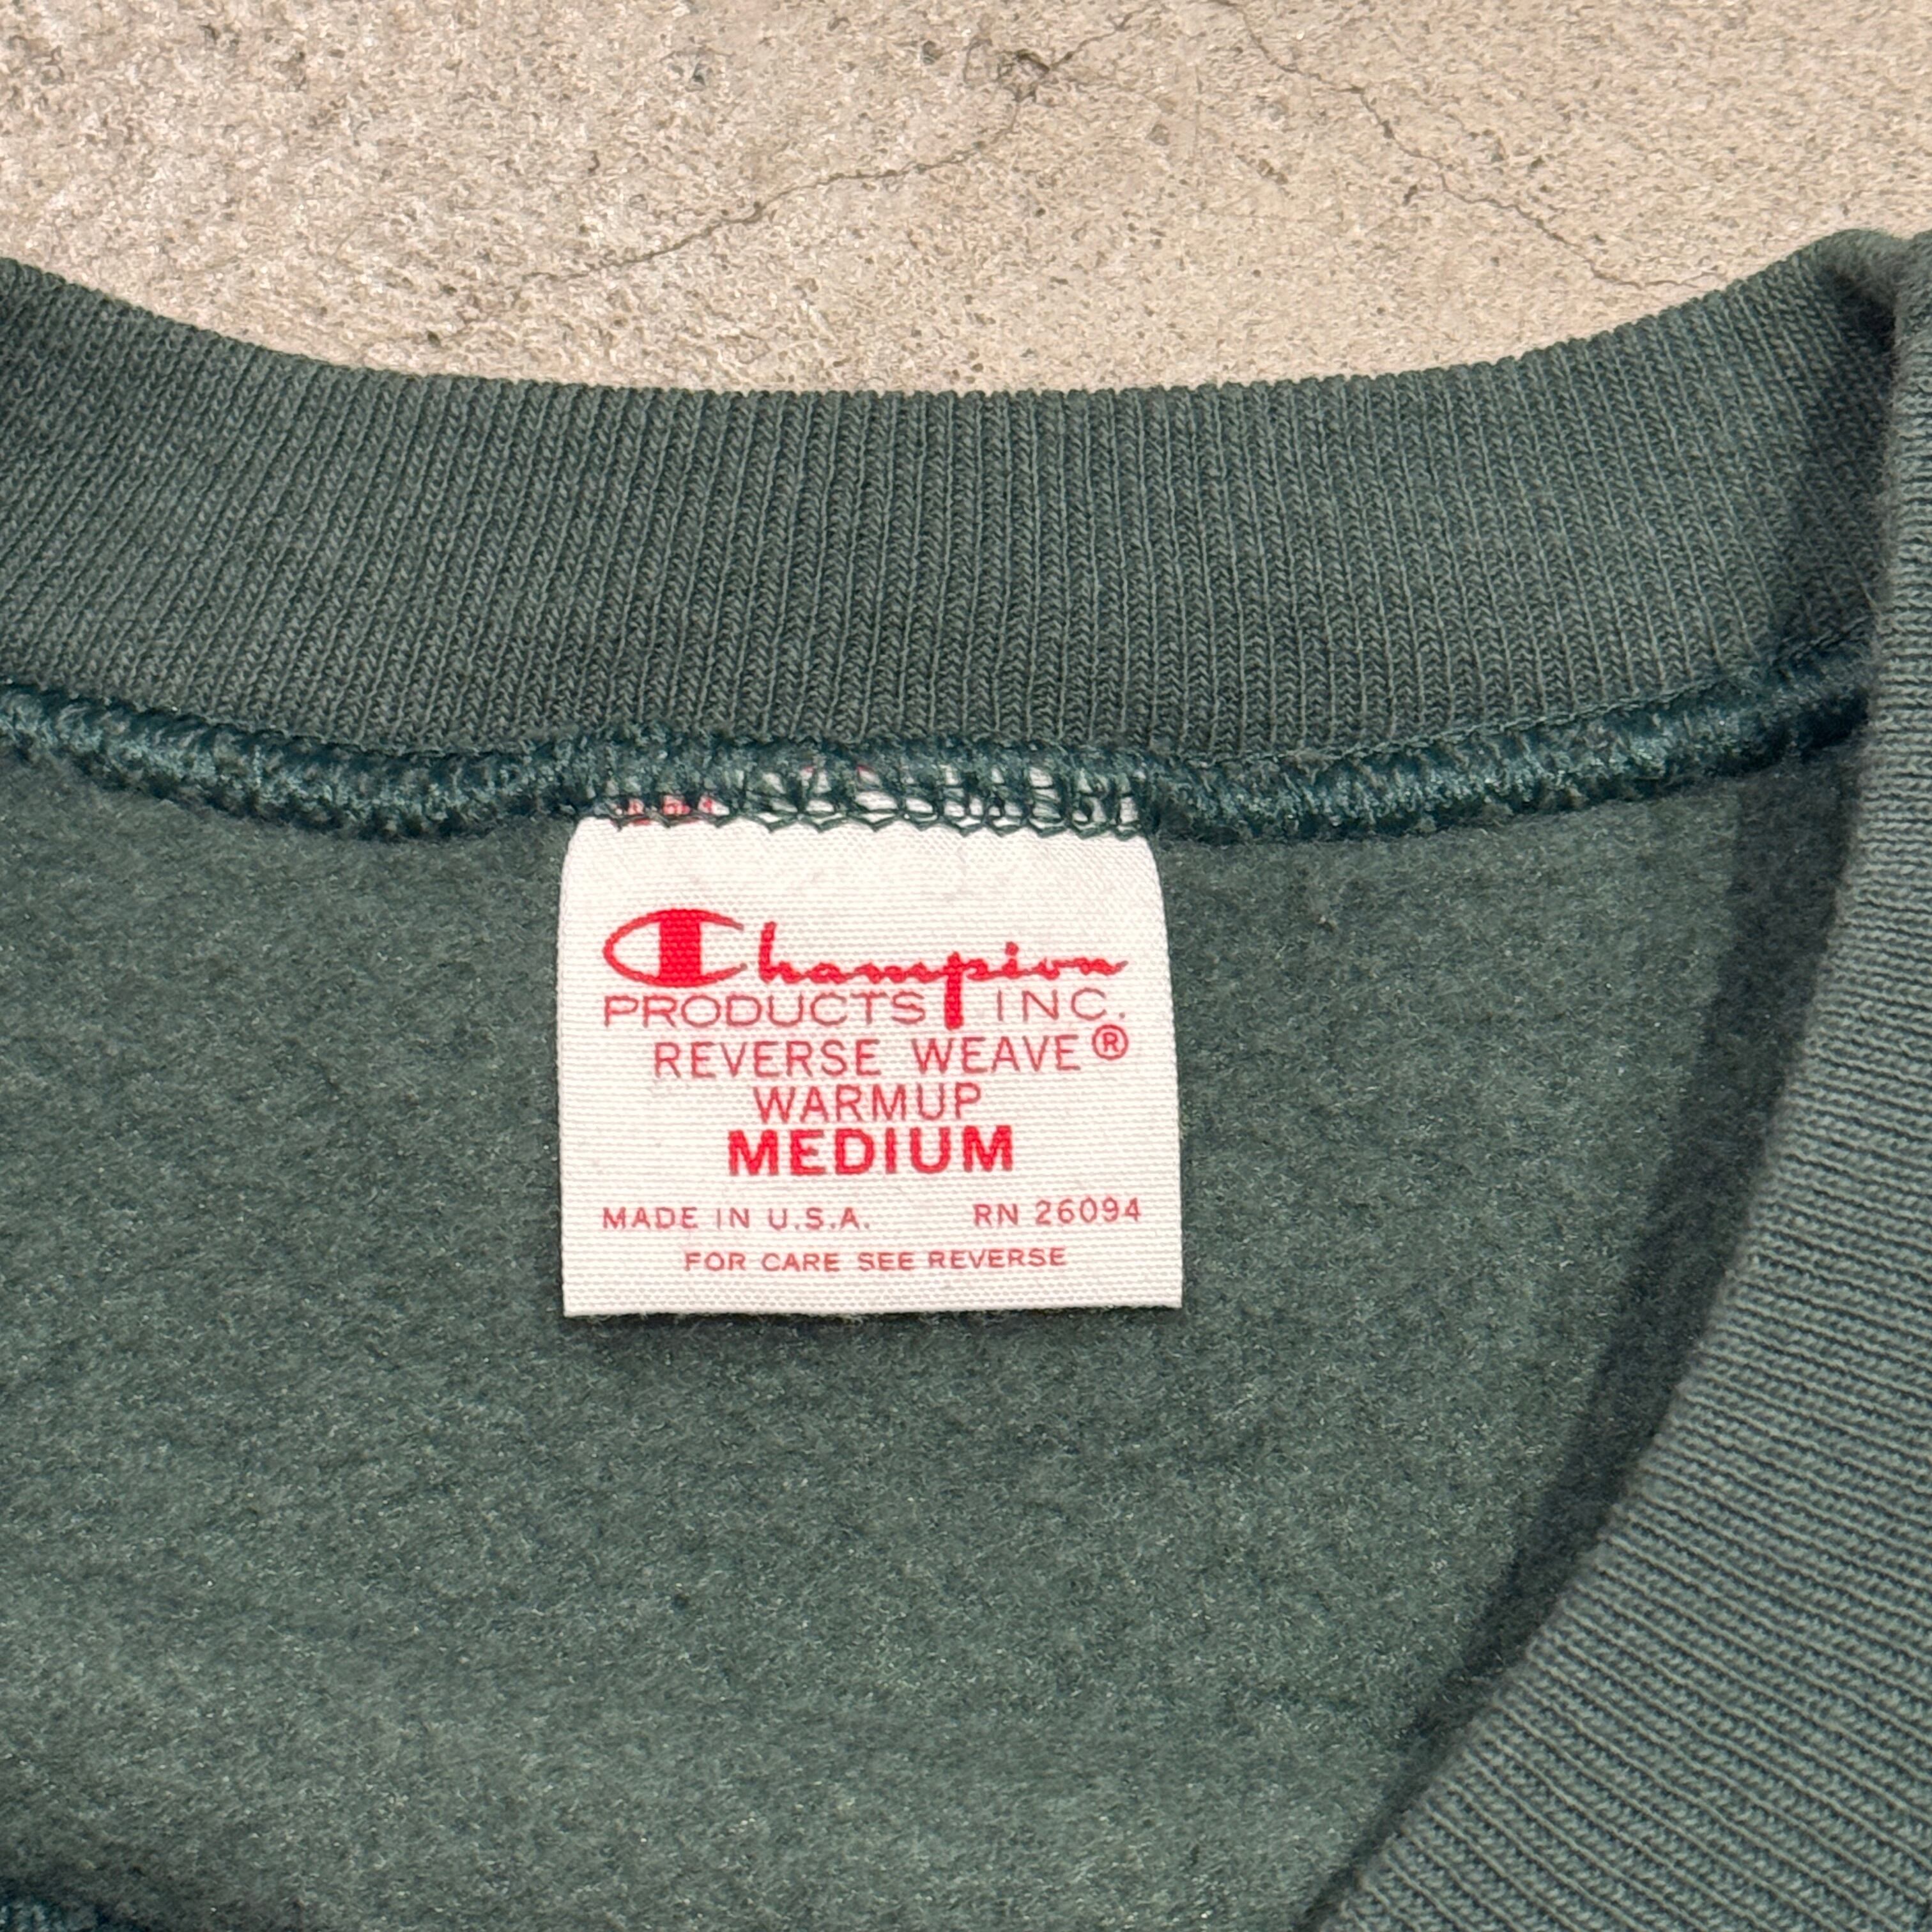 Champion
PRODUCTS INC.
REVERSE WEAVE®
WARMUP
MEDIUM
MADE IN U.S.A. RN 26094
FOR CARE SEE REVERSE